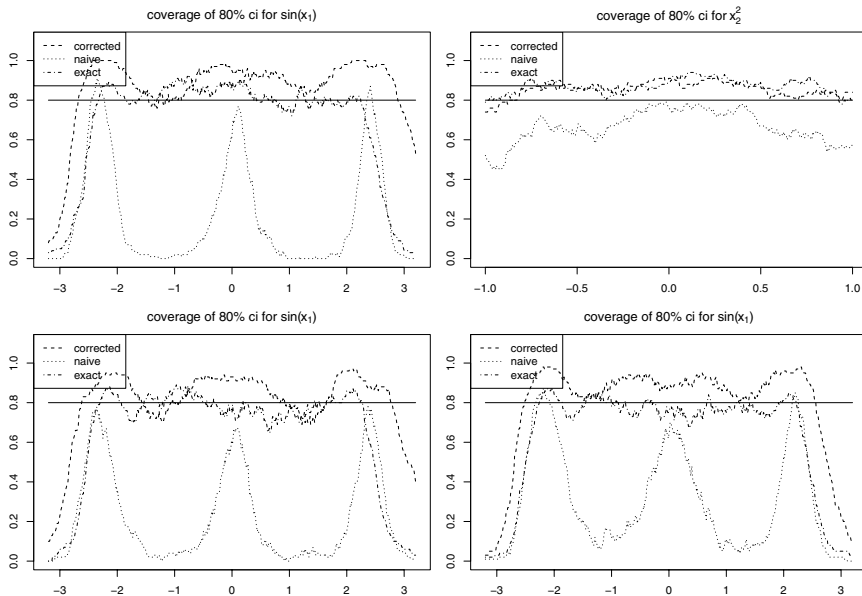 coverage of 80% ci for sin(x₁)
corrected
naive
exact
1.0
0.8
0.6
0.4
0.2
0.0
−3 −2 −1 0 1 2 3
coverage of 80% ci for x₂²
corrected
naive
exact
1.0
0.8
0.6
0.4
0.2
0.0
−1.0 −0.5 0.0 0.5 1.0
coverage of 80% ci for sin(x₁)
corrected
naive
exact
1.0
0.8
0.6
0.4
0.2
0.0
−3 −2 −1 0 1 2 3
coverage of 80% ci for sin(x₁)
corrected
naive
exact
1.0
0.8
0.6
0.4
0.2
0.0
−3 −2 −1 0 1 2 3